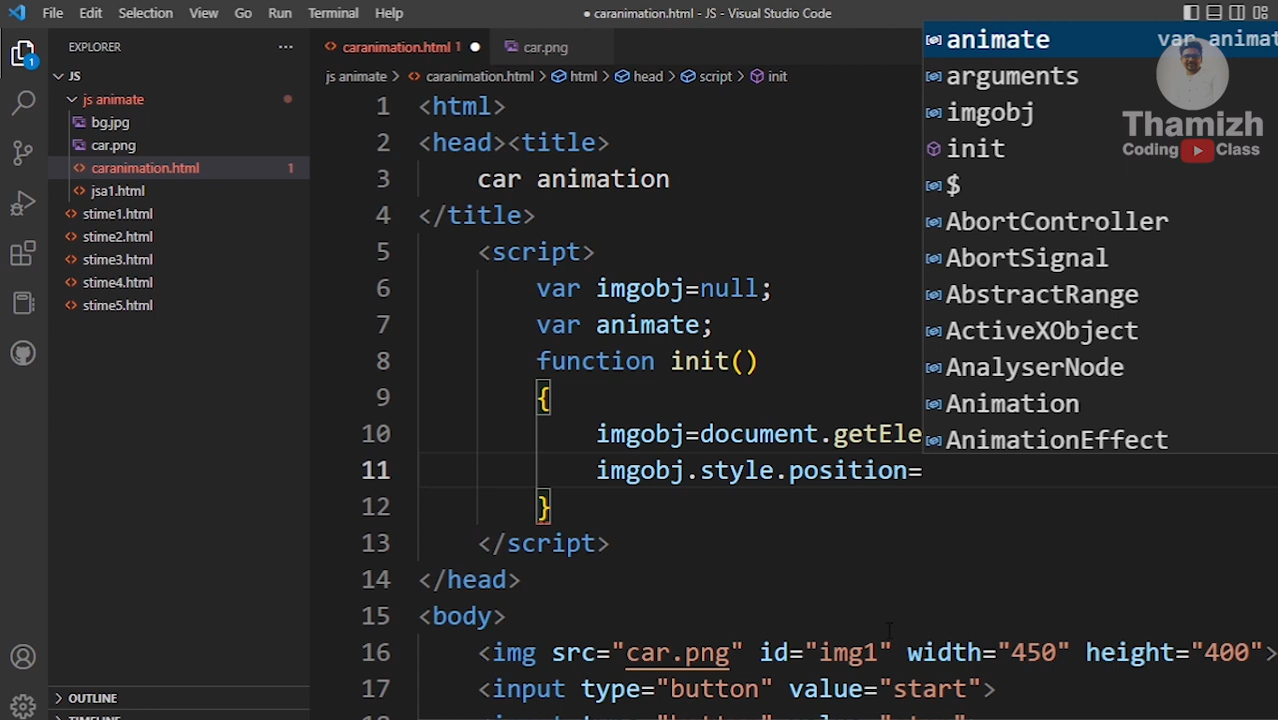 File Edit Selection View Go Run Terminal Help
● caranimation.html - JS - Visual Studio Code
EXPLORER
JS
js animate
bg.jpg
car.png
caranimation.html 1
jsa1.html
stime1.html
stime2.html
stime3.html
stime4.html
stime5.html
OUTLINE
1
caranimation.html 1 ●
car.png
js animate > caranimation.html > html > head > script > init
1 <html>
2 <head><title>
3 car animation
4 </title>
5 <script>
6 var imgobj=null;
7 var animate;
8 function init()
9 {
10 imgobj=document.getEle
11 imgobj.style.position=
12 }
13 </script>
14 </head>
15 <body>
16 <img src="car.png" id="img1" width="450" height="400">
17 <input type="button" value="start">
animate var animat
arguments
imgobj
init
$
AbortController
AbortSignal
AbstractRange
ActiveXObject
AnalyserNode
Animation
AnimationEffect
Thamizh
Coding Class